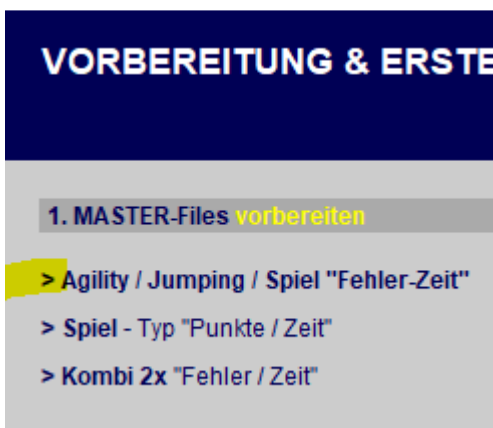 VORBEREITUNG & ERSTE
1. MASTER-Files vorbereiten
> Agility / Jumping / Spiel "Fehler-Zeit"
> Spiel - Typ "Punkte / Zeit"
> Kombi 2x "Fehler / Zeit"